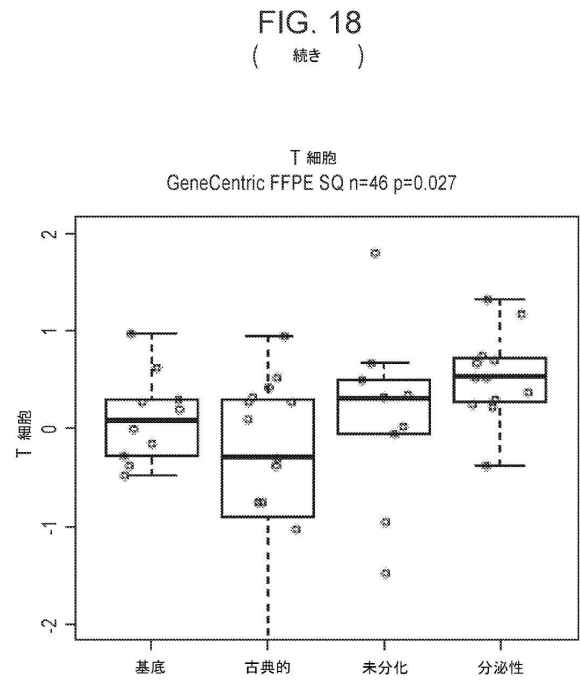 FIG. 18
( 続き )
T 細胞
GeneCentric FFPE SQ n=46 p=0.027
T 細胞
2
1
0
-1
-2
基底 古典的 未分化 分泌性